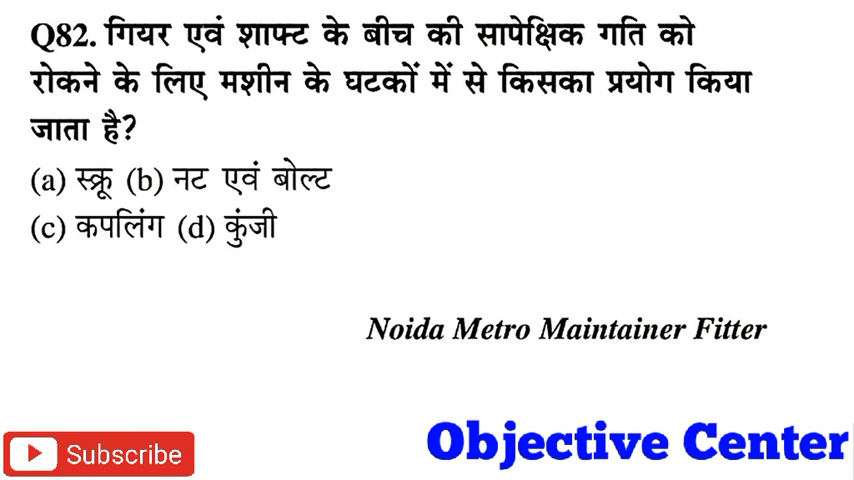 Q82. गियर एवं शाफ्ट के बीच की सापेक्षिक गति को
रोकने के लिए मशीन के घटकों में से किसका प्रयोग किया
जाता है?
(a) स्क्रू (b) नट एवं बोल्ट
(c) कपलिंग (d) कुंजी
Noida Metro Maintainer Fitter
Subscribe
Objective Center